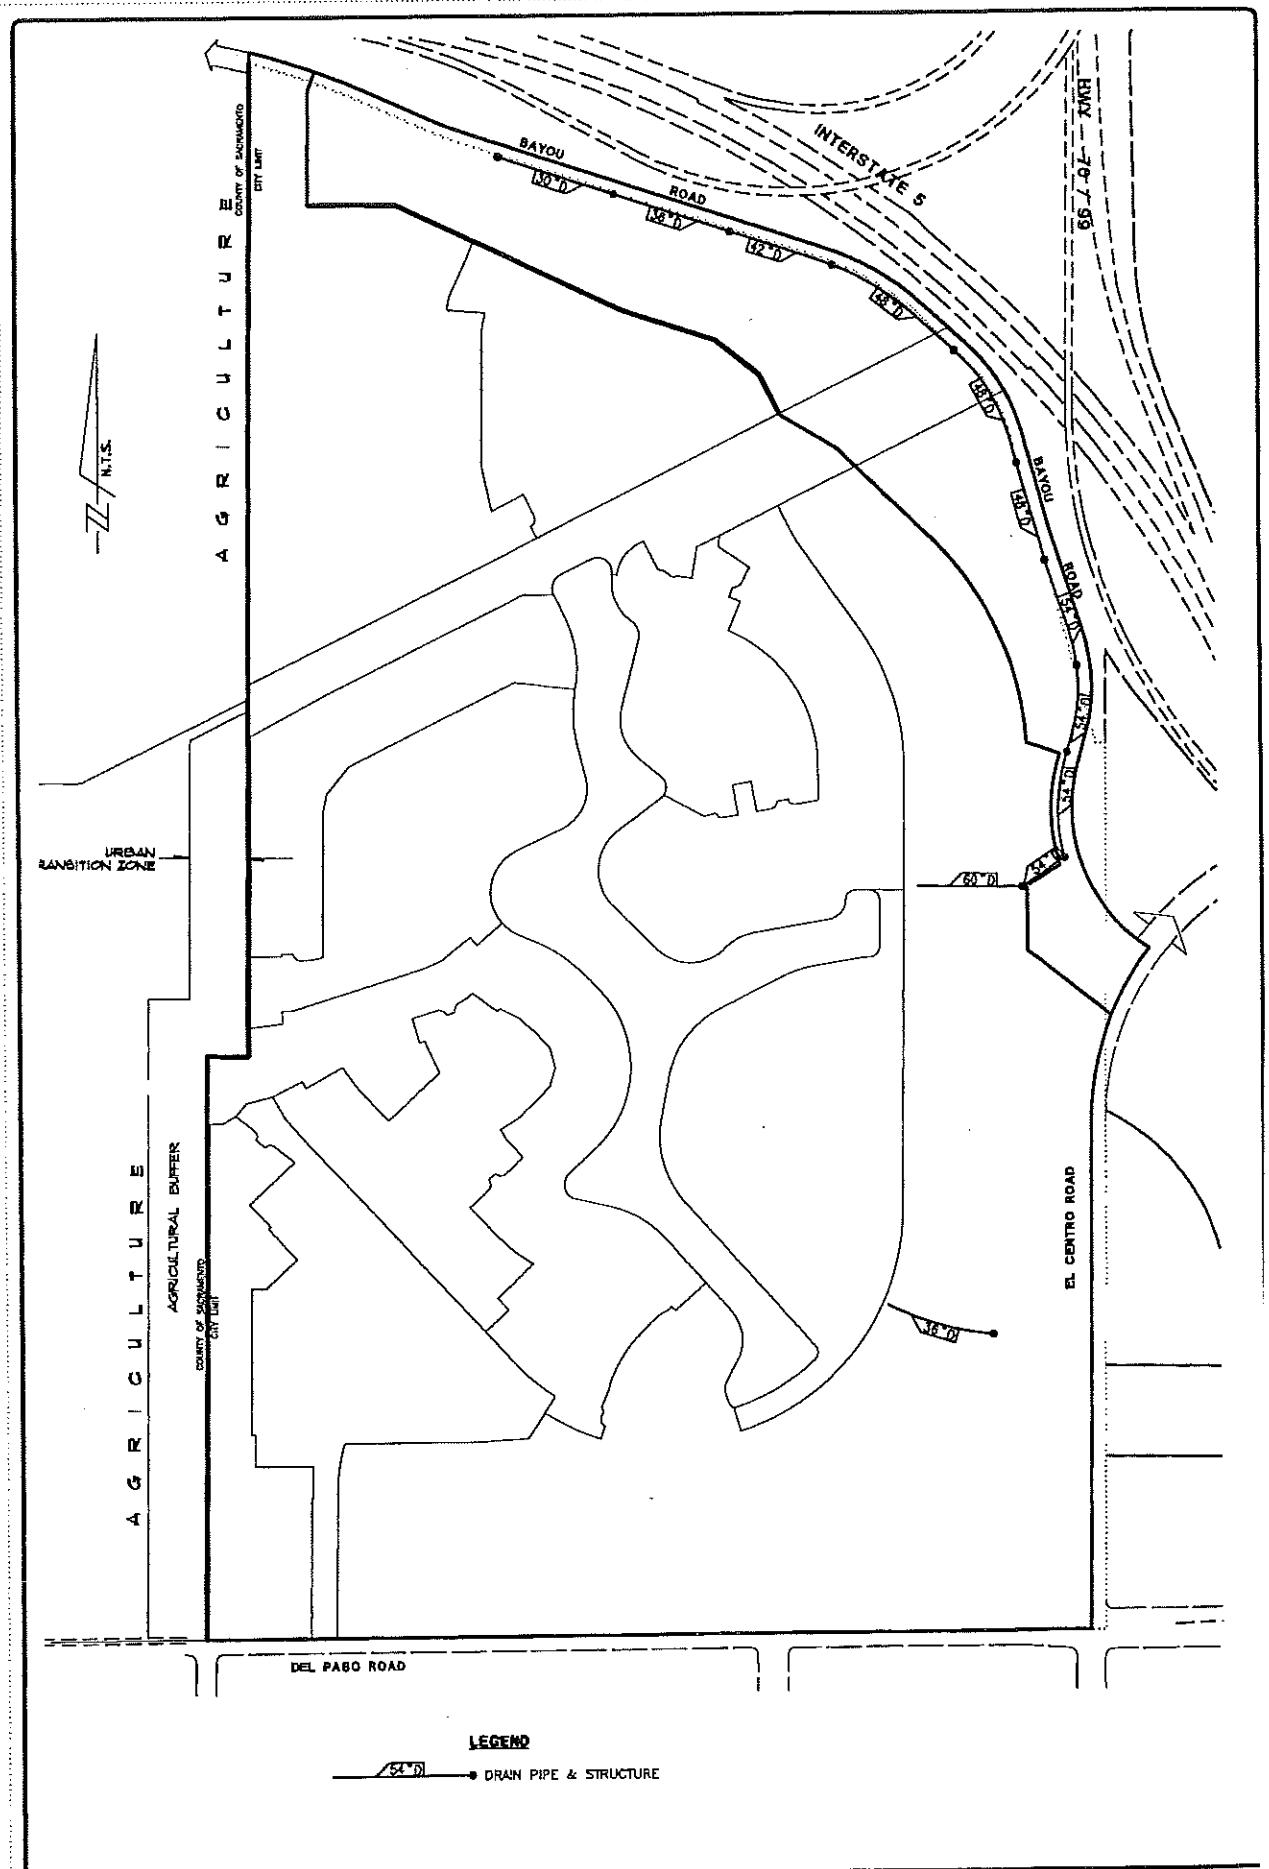 COUNTY OF SACRAMENTO
CITY LIMIT
AGRICULTURE
BAYOU
ROAD
INTERSTATE 5
HWY - 70 / 99
30"D
36"D
42"D
48"D
48"D
48"D
BAYOU
ROAD
54"D
54"D
54"D
54"D
60"D
N.T.S.
URBAN
RANSITION ZONE
AGRICULTURE
AGRICULTURAL BUFFER
COUNTY OF SACRAMENTO
CITY LIMIT
EL CENTRO ROAD
36"D
DEL PASO ROAD
LEGEND
54"D
DRAIN PIPE & STRUCTURE